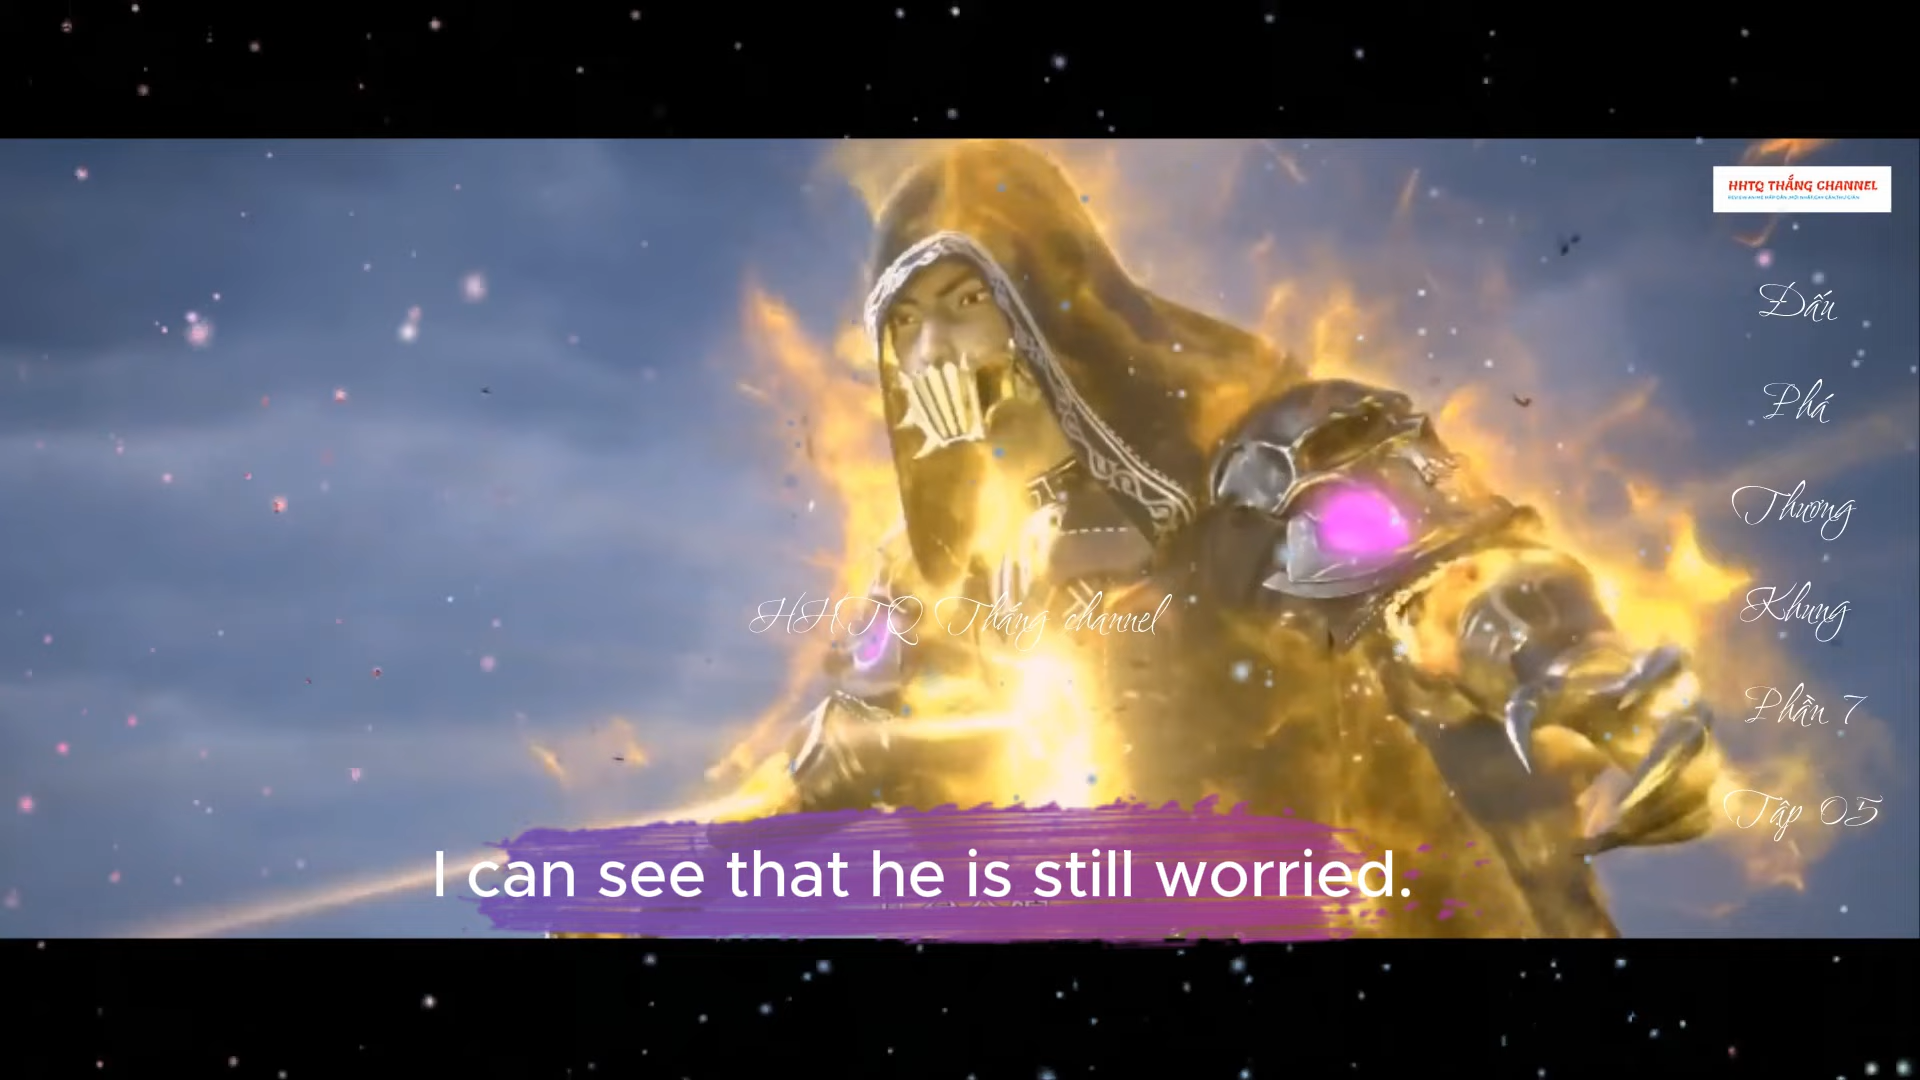 HHTQ THẮNG CHANNEL
Đấu
Phá
Thương
Khung
Phần 7
Tập 05
HHTQ Thắng channel
I can see that he is still worried.